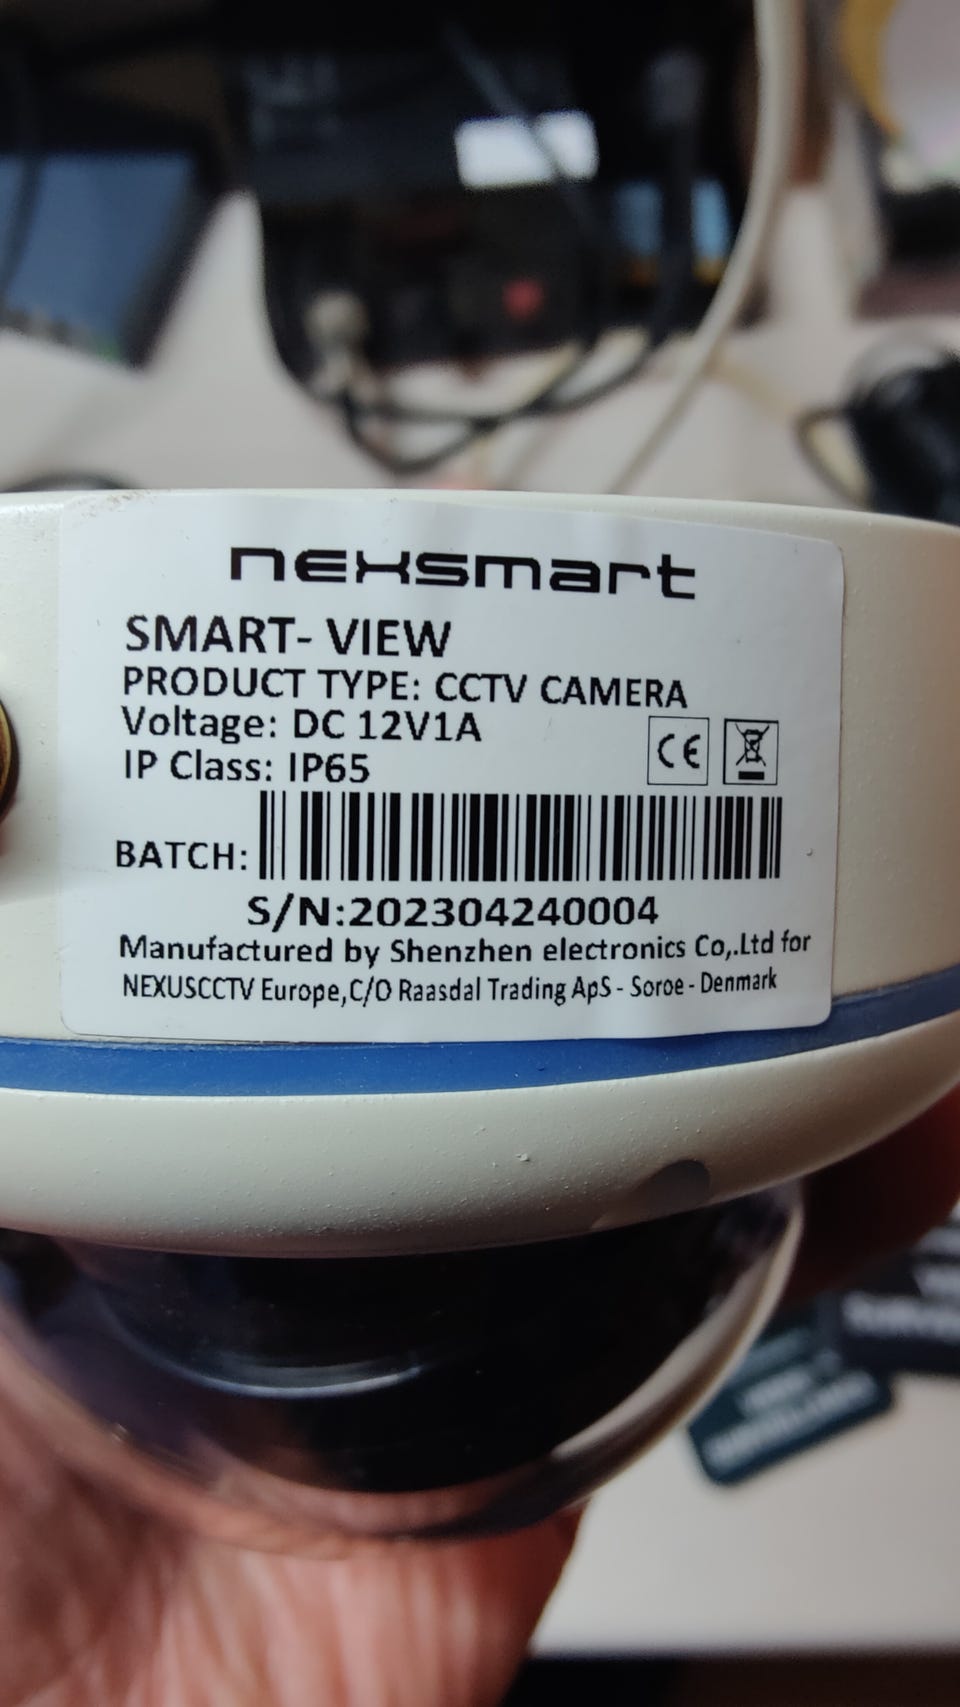 nexsmart
SMART- VIEW
PRODUCT TYPE: CCTV CAMERA
Voltage: DC 12V1A
IP Class: IP65
CE
BATCH:
S/N:202304240004
Manufactured by Shenzhen electronics Co,.Ltd for
NEXUSCCTV Europe,C/O Raasdal Trading ApS - Soroe - Denmark